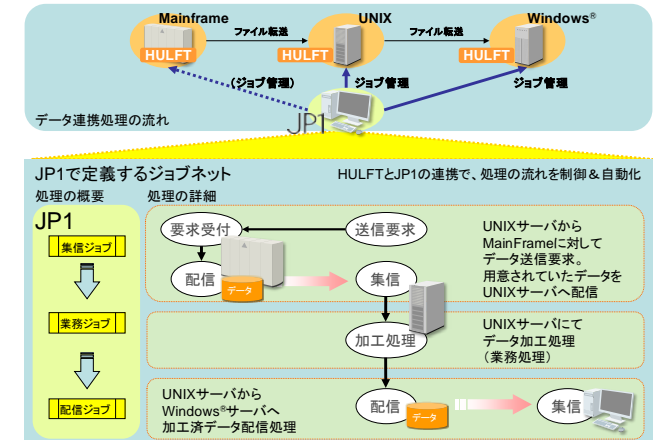 Mainframe
UNIX
Windows®
ファイル転送
ファイル転送
HULFT
HULFT
HULFT
(ジョブ管理)
ジョブ管理
ジョブ管理
JP1
データ連携処理の流れ
JP1で定義するジョブネット
HULFTとJP1の連携で、処理の流れを制御&自動化
処理の概要
処理の詳細
JP1
集信ジョブ
業務ジョブ
配信ジョブ
要求受付
送信要求
配信
データ
集信
UNIXサーバから
MainFrameに対して
データ送信要求。
用意されていたデータを
UNIXサーバへ配信
加工処理
UNIXサーバにて
データ加工処理
(業務処理)
UNIXサーバから
Windows®サーバへ
加工済データ配信処理
配信
データ
集信